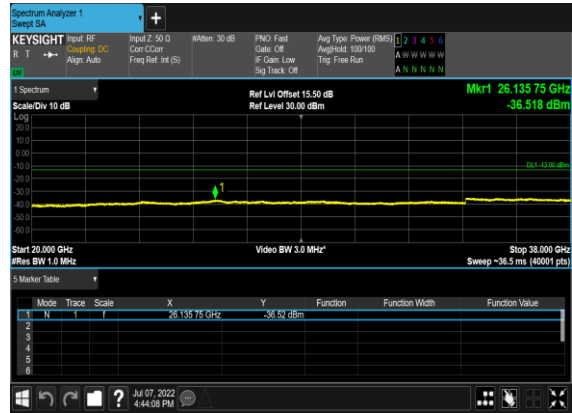 Spectrum Analyzer 1
Swept SA
+
KEYSIGHT Input: RF Input Z: 50 Ω #Atten: 30 dB PNO: Fast Avg Type: Power (RMS) 1 2 3 4 5 6
R T Coupling: DC Corr CCorr Gate: Off Avg|Hold: 100/100 A W W W W W
Align: Auto Freq Ref: Int (S) IF Gain: Low Trig: Free Run
Sig Track: Off A N N N N N
1 Spectrum Ref Lvl Offset 15.50 dB Mkr1 26.135 75 GHz
Scale/Div 10 dB Ref Level 30.00 dBm -36.518 dBm
Log
20.0
10.0
0.00
-10.0
DL1 -13.00 dBm
-20.0
1
-30.0
-40.0
-50.0
-60.0
Start 20.000 GHz Video BW 3.0 MHz* Stop 38.000 GHz
#Res BW 1.0 MHz Sweep ~36.5 ms (40001 pts)
5 Marker Table
Mode Trace Scale X Y Function Function Width Function Value
1 N 1 f 26.135 75 GHz -36.52 dBm
2
3
4
5
6
? Jul 07, 2022
4:44:08 PM